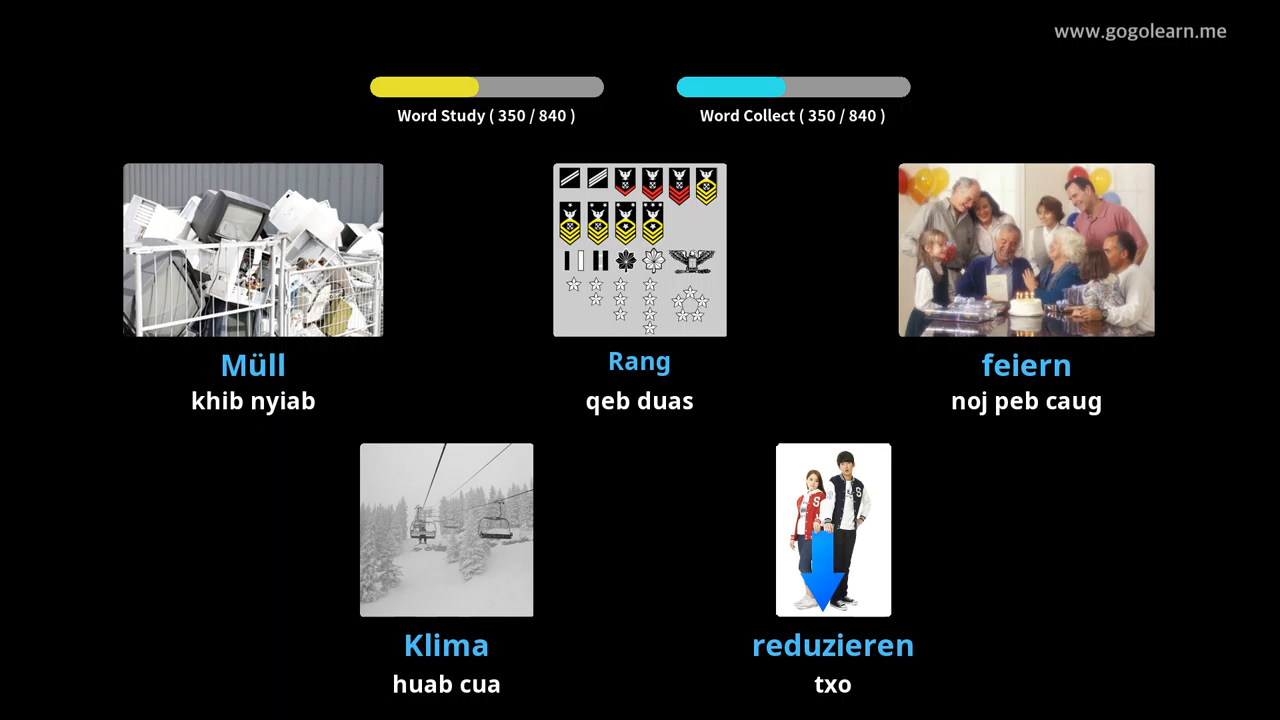 www.gogolearn.me
Word Study ( 350 / 840 )
Word Collect ( 350 / 840 )
Müll
khib nyiab
Rang
qeb duas
feiern
noj peb caug
Klima
huab cua
reduzieren
txo